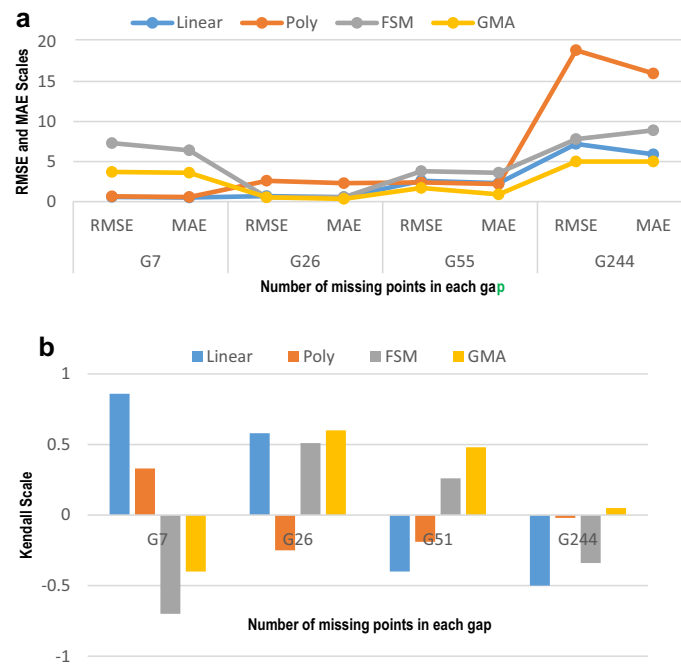 a
Linear Poly FSM GMA
RMSE and MAE Scales
20
15
10
5
0
RMSE MAE RMSE MAE RMSE MAE RMSE MAE
G7 G26 G55 G244
Number of missing points in each gap
b
Linear Poly FSM GMA
Kendall Scale
1
0.5
0
-0.5
-1
G7 G26 G51 G244
Number of missing points in each gap